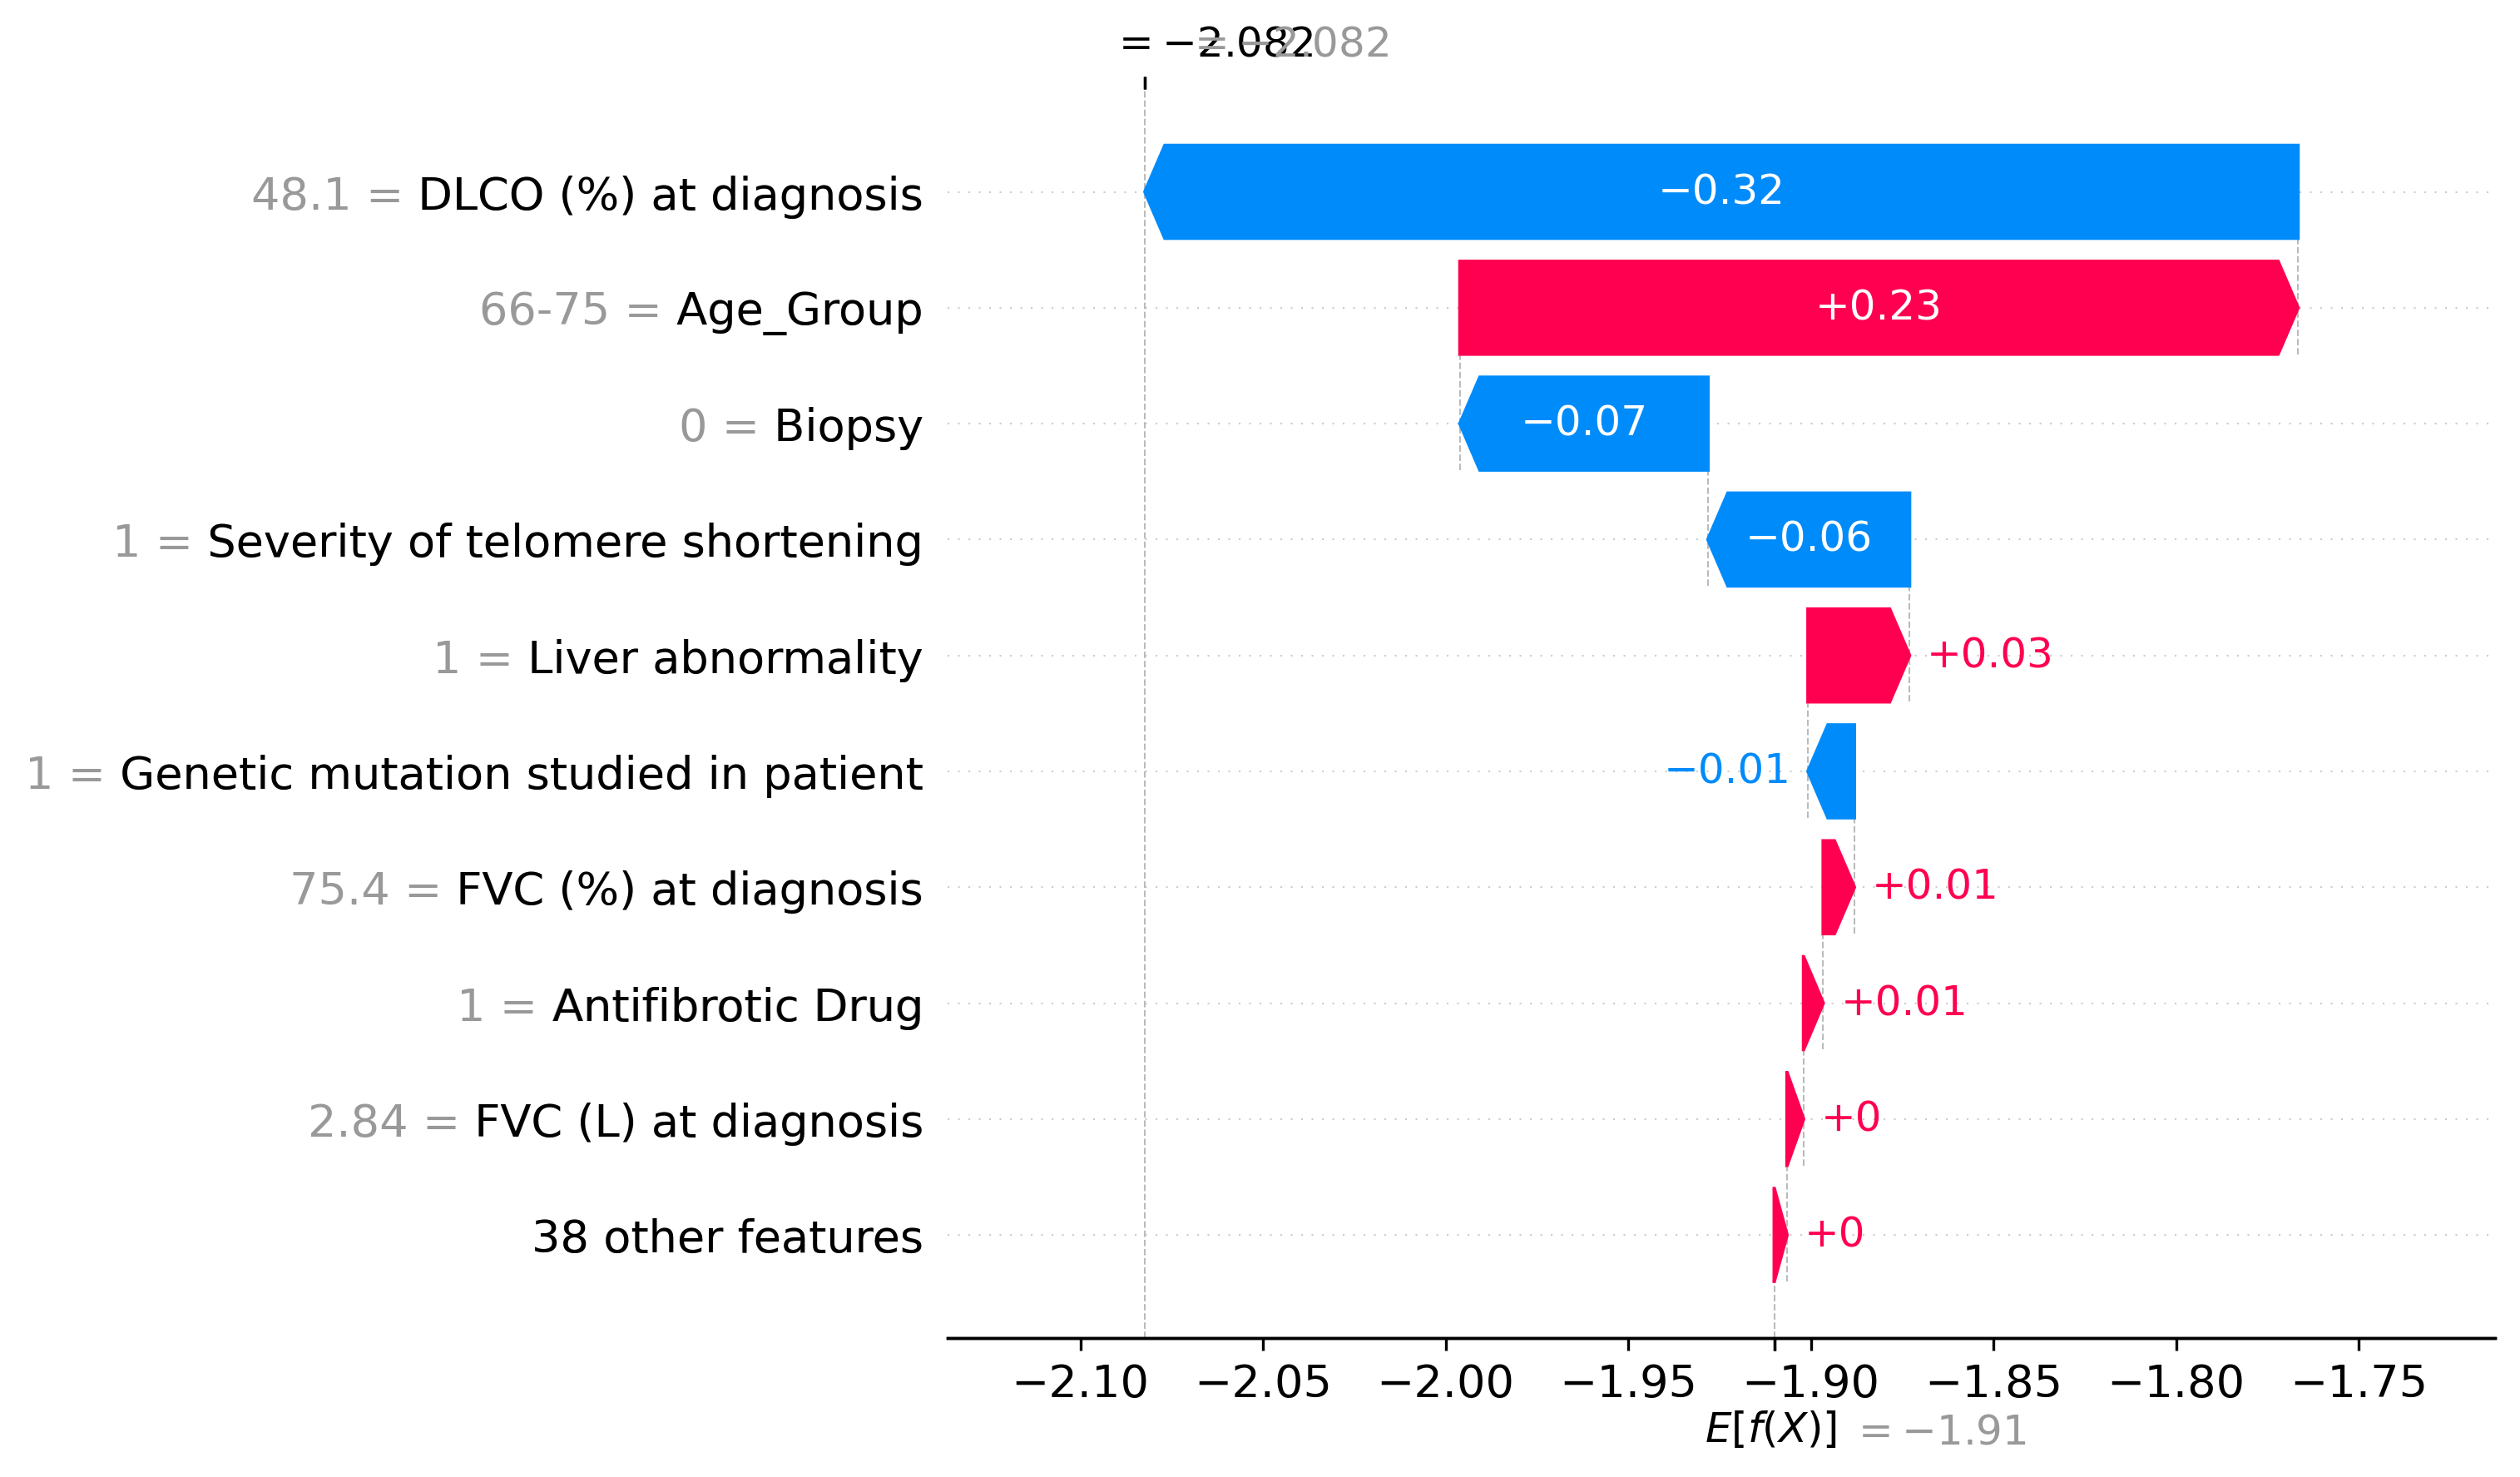 = −2.082 = −2.082
48.1 = DLCO (%) at diagnosis −0.32
66-75 = Age_Group +0.23
0 = Biopsy −0.07
1 = Severity of telomere shortening −0.06
1 = Liver abnormality +0.03
1 = Genetic mutation studied in patient −0.01
75.4 = FVC (%) at diagnosis +0.01
1 = Antifibrotic Drug +0.01
2.84 = FVC (L) at diagnosis +0
38 other features +0
−2.10 −2.05 −2.00 −1.95 −1.90 −1.85 −1.80 −1.75
E[f(X)] = −1.91